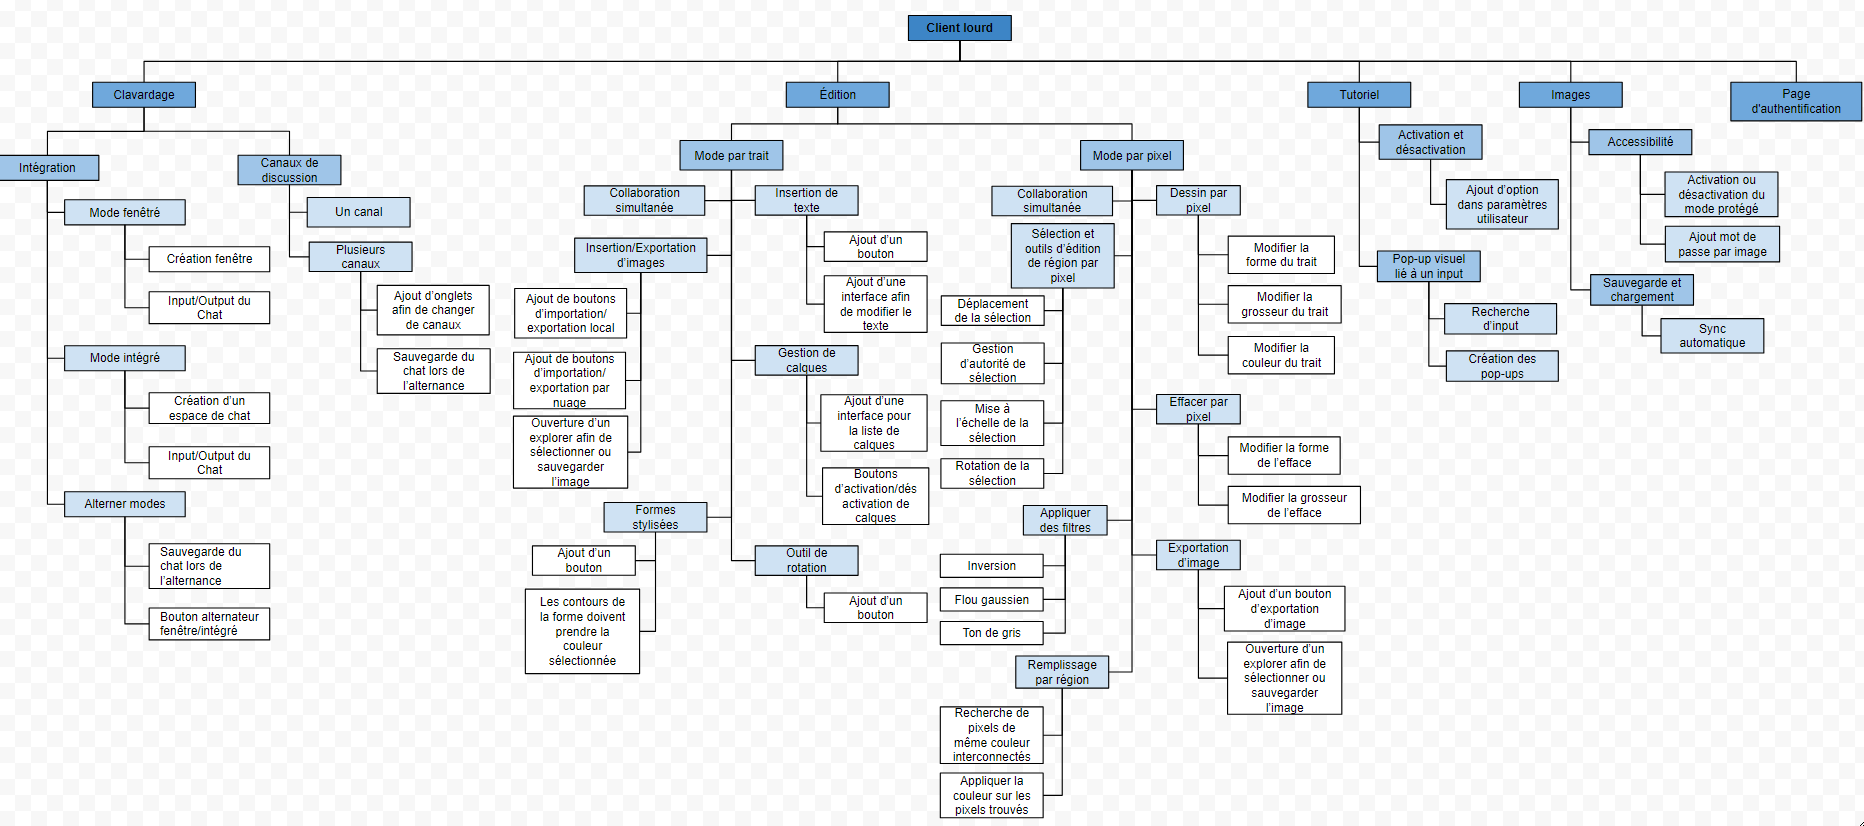 Client lourd
Clavardage
Édition
Tutoriel
Images
Page
d'authentification
Intégration
Mode fenêtré
Création fenêtre
Input/Output du
Chat
Mode intégré
Création d'un
espace de chat
Input/Output du
Chat
Alterner modes
Sauvegarde du
chat lors de
l'alternance
Bouton alternateur
fenêtre/intégré
Canaux de
discussion
Un canal
Plusieurs
canaux
Ajout d'onglets
afin de changer
de canaux
Sauvegarde du
chat lors de
l'alternance
Mode par trait
Collaboration
simultanée
Insertion/Exportation
d'images
Ajout de boutons
d'importation/
exportation local
Ajout de boutons
d'importation/
exportation par
nuage
Ouverture d'un
explorer afin de
sélectionner ou
sauvegarder
l'image
Formes
stylisées
Ajout d'un
bouton
Les contours de
la forme doivent
prendre la
couleur
sélectionnée
Insertion de
texte
Ajout d'un
bouton
Ajout d'une
interface afin
de modifier le
texte
Gestion de
calques
Ajout d'une
interface pour
la liste de
calques
Boutons
d'activation/dés
activation de
calques
Outil de
rotation
Ajout d'un
bouton
Mode par pixel
Collaboration
simultanée
Sélection et
outils d'édition
de région par
pixel
Déplacement
de la sélection
Gestion
d'autorité de
sélection
Mise à
l'échelle de la
sélection
Rotation de la
sélection
Appliquer
des filtres
Inversion
Flou gaussien
Ton de gris
Remplissage
par région
Recherche de
pixels de
même couleur
interconnectés
Appliquer la
couleur sur les
pixels trouvés
Dessin par
pixel
Modifier la
forme du trait
Modifier la
grosseur du trait
Modifier la
couleur du trait
Effacer par
pixel
Modifier la forme
de l'efface
Modifier la grosseur
de l'efface
Exportation
d'image
Ajout d'un bouton
d'exportation
d'image
Ouverture d'un
explorer afin de
sélectionner ou
sauvegarder
l'image
Activation et
désactivation
Ajout d'option
dans paramètres
utilisateur
Pop-up visuel
lié à un input
Recherche
d'input
Création des
pop-ups
Accessibilité
Activation ou
désactivation du
mode protégé
Ajout mot de
passe par image
Sauvegarde et
chargement
Sync
automatique